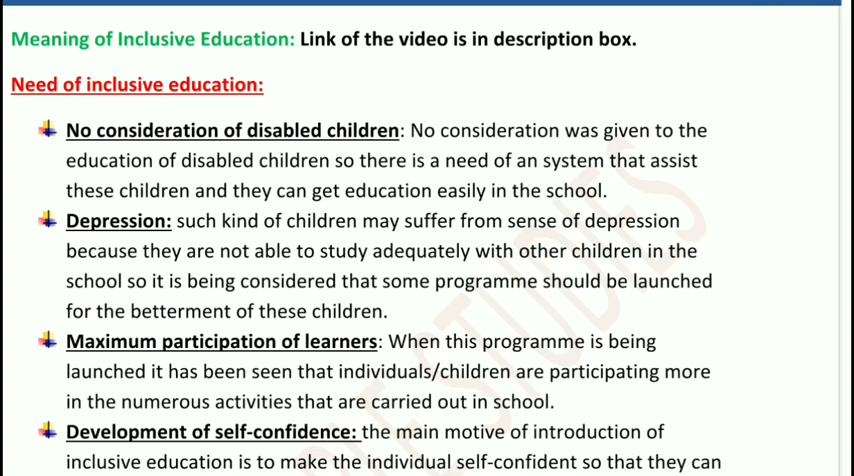 Meaning of Inclusive Education: Link of the video is in description box.
Need of inclusive education:
No consideration of disabled children: No consideration was given to the
education of disabled children so there is a need of an system that assist
these children and they can get education easily in the school.
Depression: such kind of children may suffer from sense of depression
because they are not able to study adequately with other children in the
school so it is being considered that some programme should be launched
for the betterment of these children.
Maximum participation of learners: When this programme is being
launched it has been seen that individuals/children are participating more
in the numerous activities that are carried out in school.
Development of self-confidence: the main motive of introduction of
inclusive education is to make the individual self-confident so that they can
STUDIES